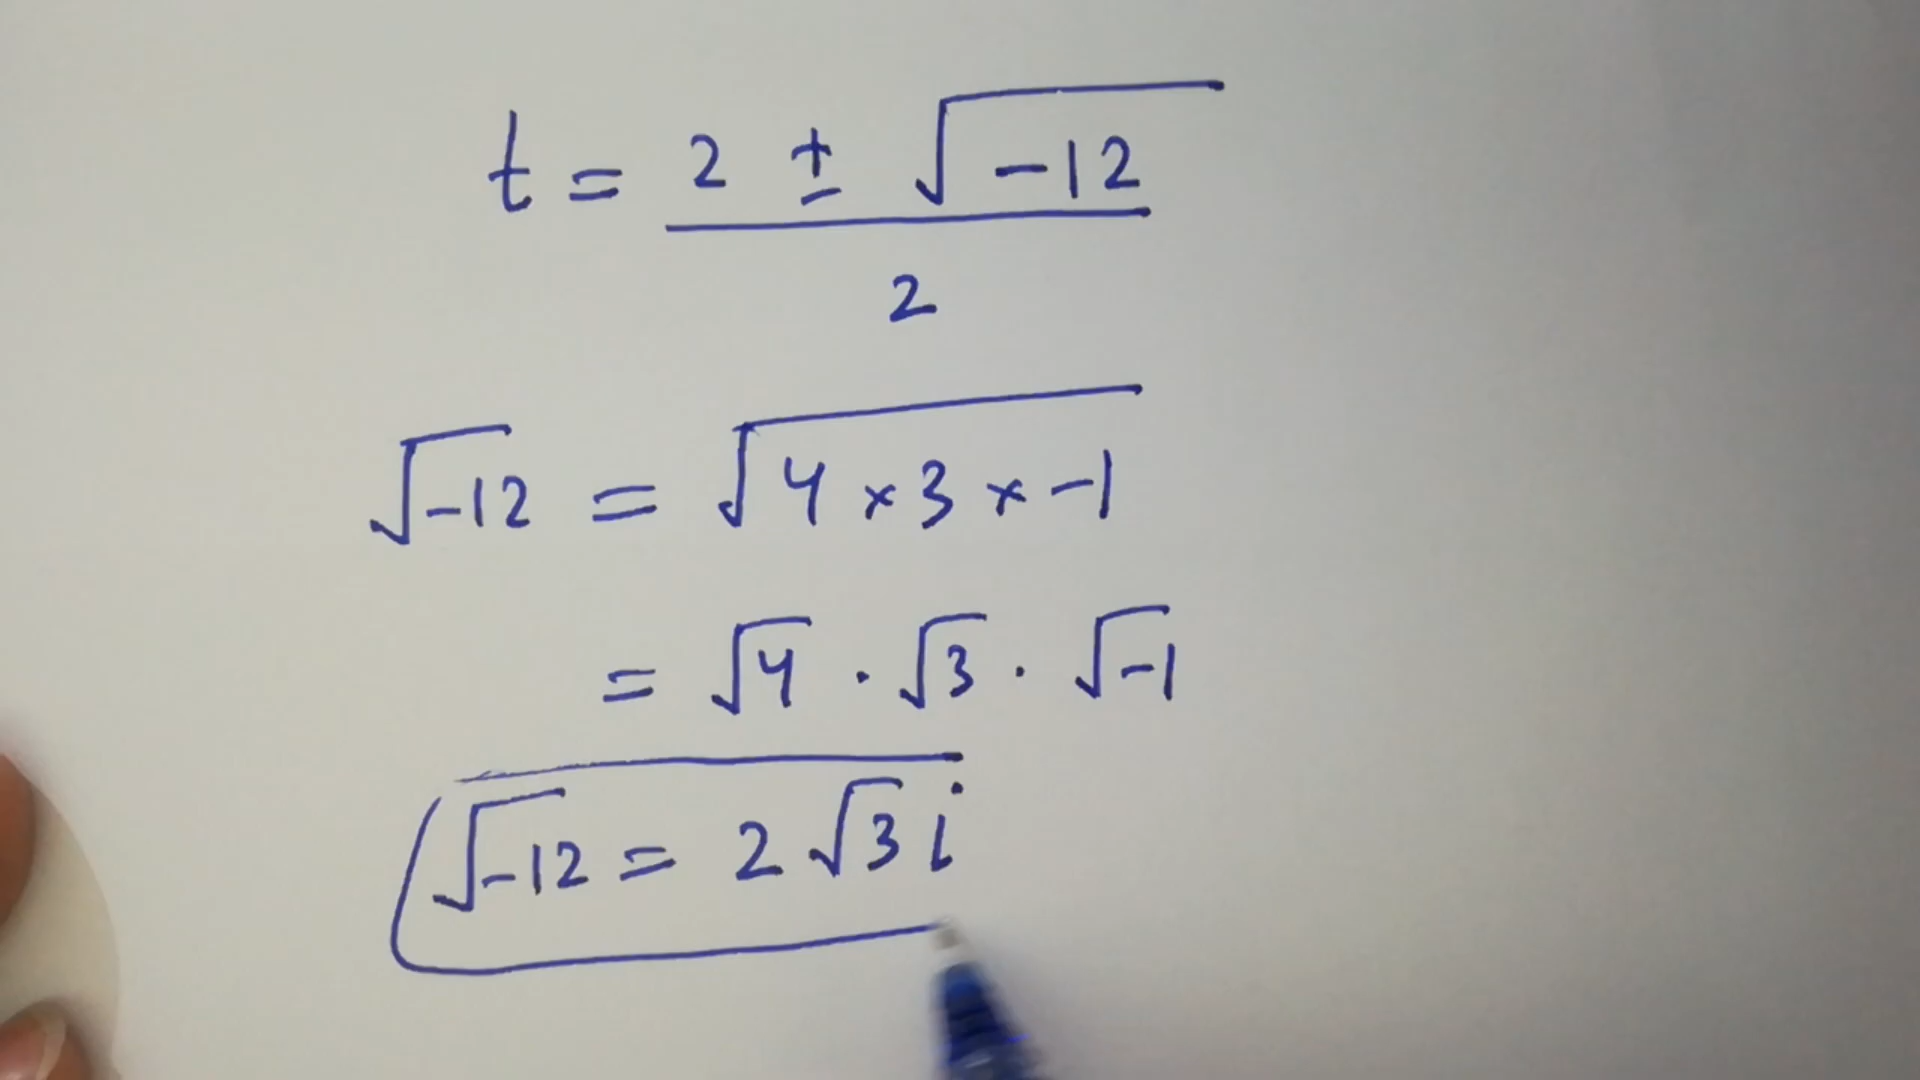 t = 2 ± √-12
2
√-12 = √4 × 3 × -1
= √4 · √3 · √-1
√-12 = 2 √3 i